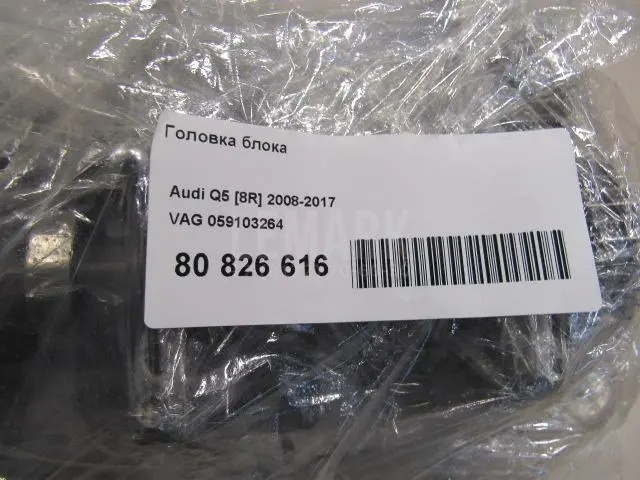 Головка блока
Audi Q5 [8R] 2008-2017
VAG 059103264
80 826 616